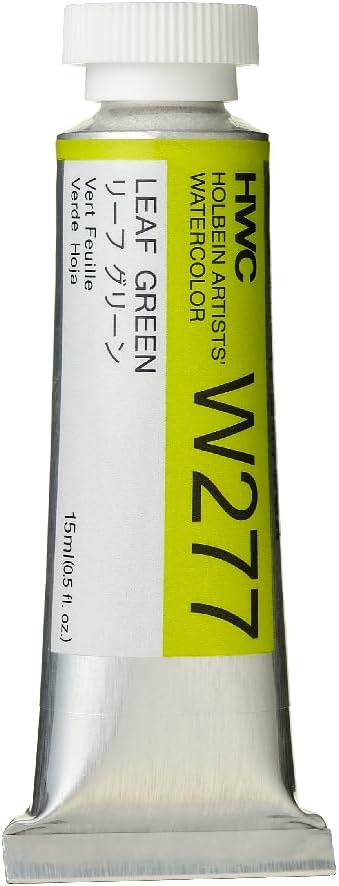 HWC
HOLBEIN ARTISTS'
WATERCOLOR
W277
LEAF GREEN
リーフ グリーン
Vert Feuille
Verde Hoja
15ml(0.5 fl. oz.)